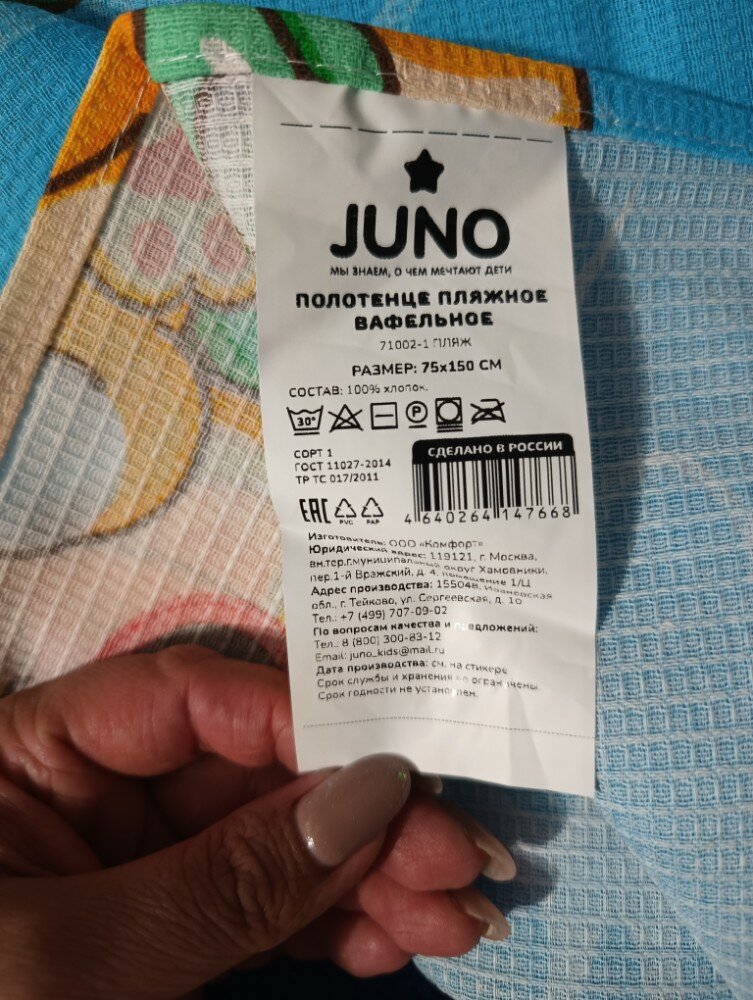 JUNO
МЫ ЗНАЕМ, О ЧЕМ МЕЧТАЮТ ДЕТИ
ПОЛОТЕНЦЕ ПЛЯЖНОЕ
ВАФЕЛЬНОЕ
71002-1 ПЛЯЖ
РАЗМЕР: 75х150 СМ
СОСТАВ: 100% хлопок.
30°
P
СОРТ 1
ГОСТ 11027-2014
ТР ТС 017/2011
СДЕЛАНО В РОССИИ
EAC PVC PAP
4 640264 147668
Изготовитель: ООО «Комфорт»
Юридический адрес: 119121, г. Москва,
вн.тер.г.муниципальный округ Хамовники,
пер.1-й Вражский, д. 4, помещение 1/Ц
Адрес производства: 155048, Ивановская
обл., г. Тейково, ул. Сергеевская, д. 1о
Тел.: +7 (499) 707-09-02
По вопросам качества и предложений:
Тел.: 8 (800) 300-83-12
Email: juno_kids@mail.ru
Дата производства: см. на стикере
Срок службы и хранения не ограничены.
Срок годности не установлен.